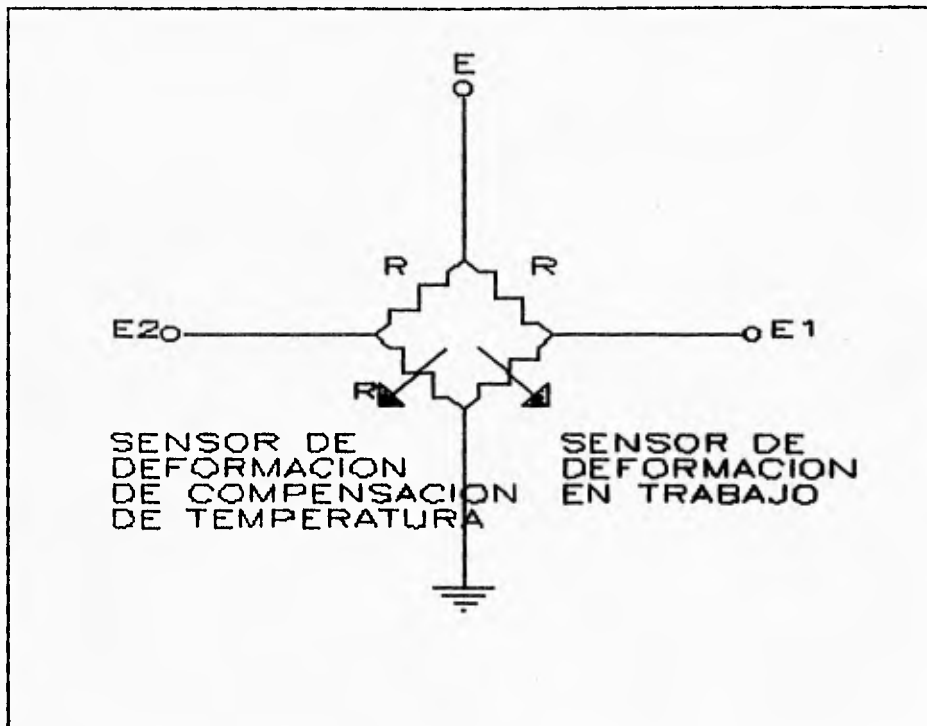 E
R R
E2 E1
R
SENSOR DE
DEFORMACION
DE COMPENSACION
DE TEMPERATURA
SENSOR DE
DEFORMACION
EN TRABAJO